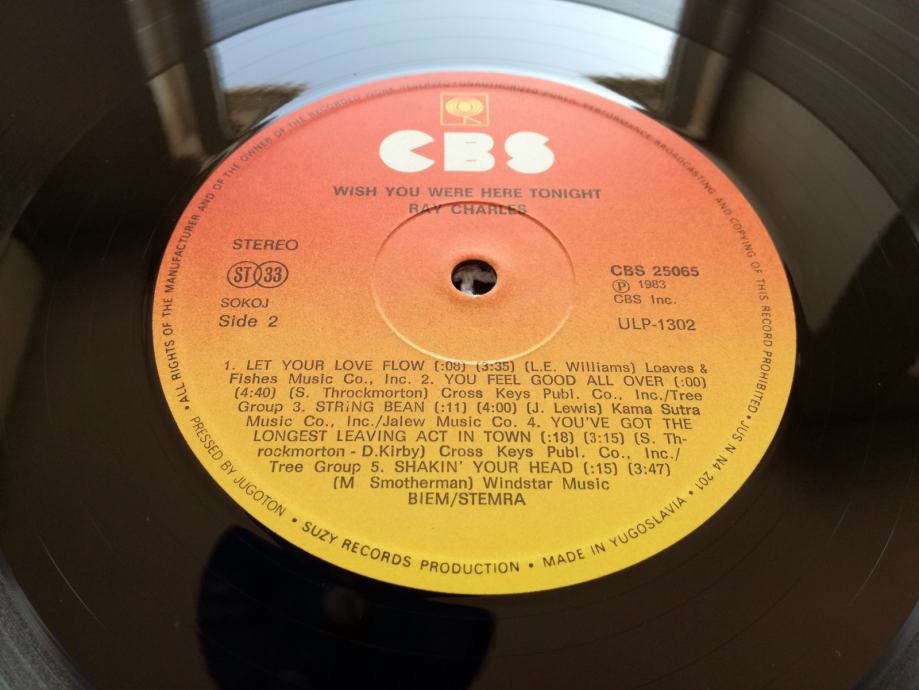 CBS
WISH YOU WERE HERE TONIGHT
RAY CHARLES
STEREO
ST 33
SOKOJ
Side 2
CBS 25065
Ⓟ 1983
CBS Inc.
ULP-1302
1. LET YOUR LOVE FLOW (:08) (3:35) (L.E. Williams) Loaves &
Fishes Music Co., Inc. 2. YOU FEEL GOOD ALL OVER (:00)
(4:40) (S. Throckmorton) Cross Keys Publ. Co., Inc./Tree
Group 3. STRING BEAN (:11) (4:00) (J. Lewis) Kama Sutra
Music Co., Inc./Jalew Music Co. 4. YOU'VE GOT THE
LONGEST LEAVING ACT IN TOWN (:18) (3:15) (S. Th-
rockmorton - D.Kirby) Cross Keys Publ. Co., Inc./
Tree Group 5. SHAKIN' YOUR HEAD (:15) (3:47)
(M Smotherman) Windstar Music
BIEM/STEMRA
• ALL RIGHTS OF THE MANUFACTURER AND OF THE OWNER OF THE RECORDED WORK RESERVED • UNAUTHORIZED PUBLIC PERFORMANCE BROADCASTING AND COPYING OF THIS RECORD PROHIBITED • JUS N.N4 201
• PRESSED BY JUGOTON • SUZY RECORDS PRODUCTION • MADE IN YUGOSLAVIA •